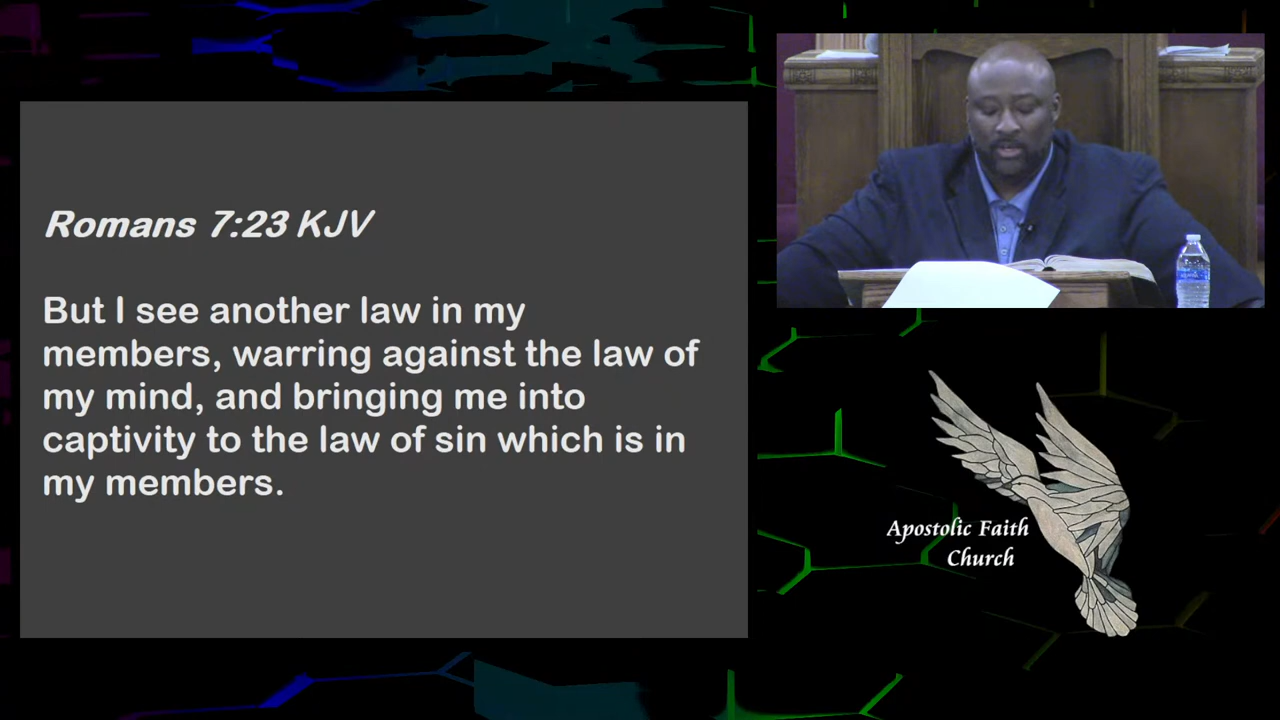 Romans 7:23 KJV
But I see another law in my
members, warring against the law of
my mind, and bringing me into
captivity to the law of sin which is in
my members.
Apostolic Faith
Church